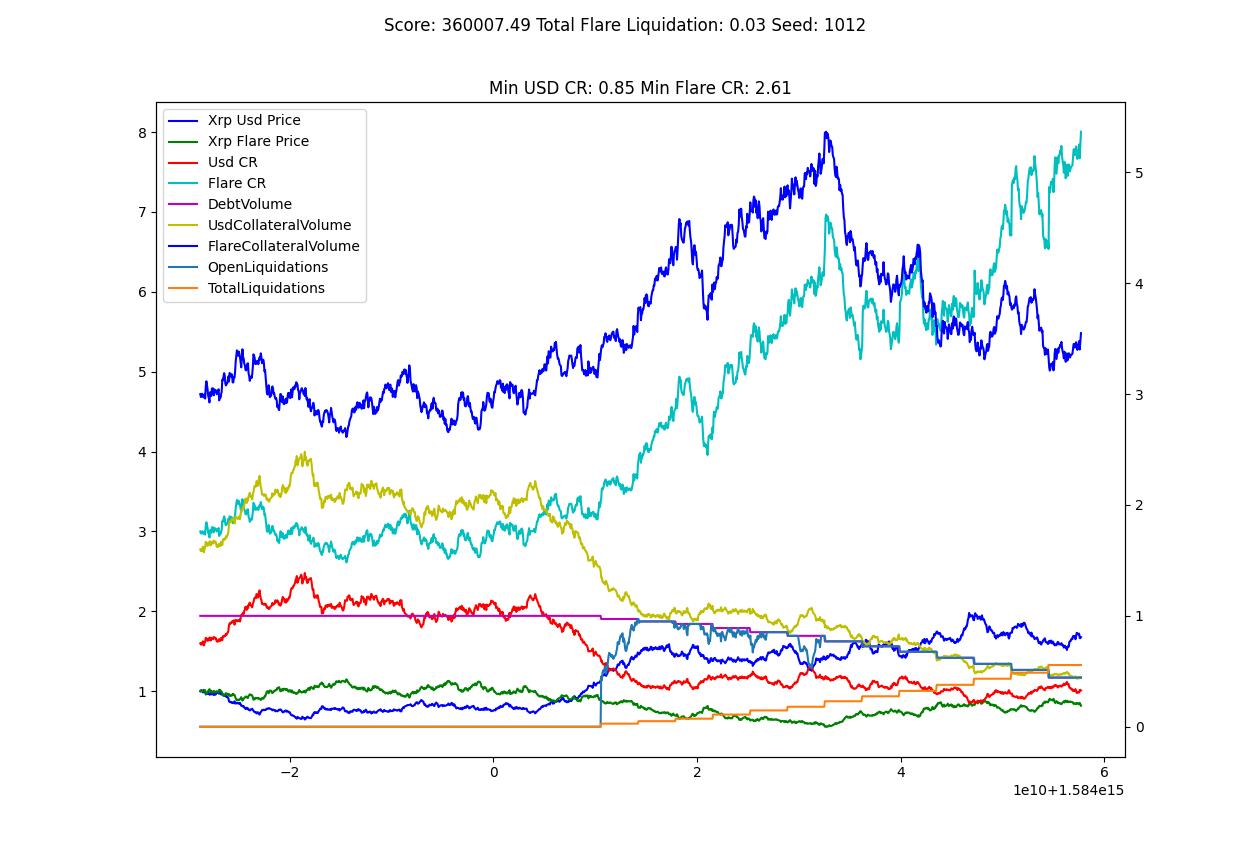 Score: 360007.49 Total Flare Liquidation: 0.03 Seed: 1012
Min USD CR: 0.85 Min Flare CR: 2.61
Xrp Usd Price
Xrp Flare Price
Usd CR
Flare CR
DebtVolume
UsdCollateralVolume
FlareCollateralVolume
OpenLiquidations
TotalLiquidations
8
7
6
5
4
3
2
1
5
4
3
2
1
0
−2
0
2
4
6
1e10+1.584e15